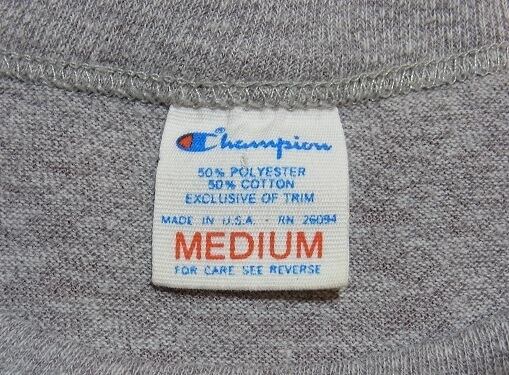 Champion
50% POLYESTER
50% COTTON
EXCLUSIVE OF TRIM
MADE IN U.S.A. - RN 26094
MEDIUM
FOR CARE SEE REVERSE